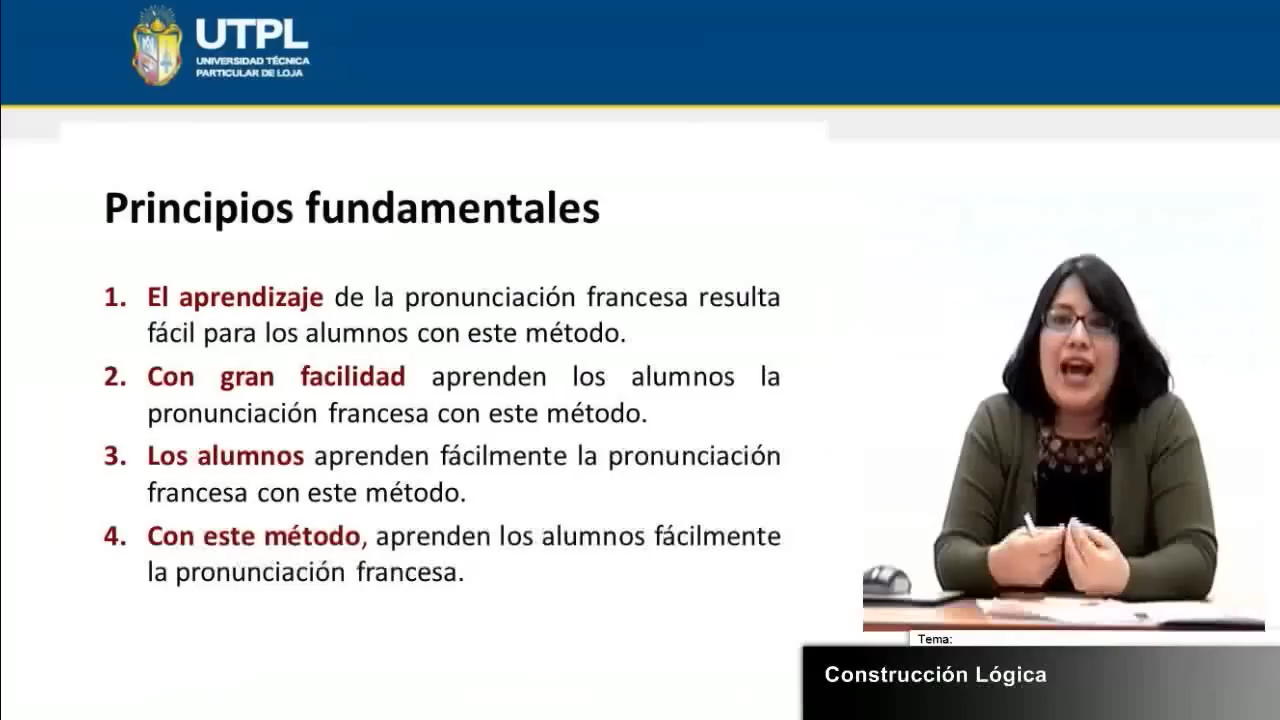 UTPL
UNIVERSIDAD TÉCNICA
PARTICULAR DE LOJA
Principios fundamentales
1. El aprendizaje de la pronunciación francesa resulta
fácil para los alumnos con este método.
2. Con gran facilidad aprenden los alumnos la
pronunciación francesa con este método.
3. Los alumnos aprenden fácilmente la pronunciación
francesa con este método.
4. Con este método, aprenden los alumnos fácilmente
la pronunciación francesa.
Tema:
Construcción Lógica